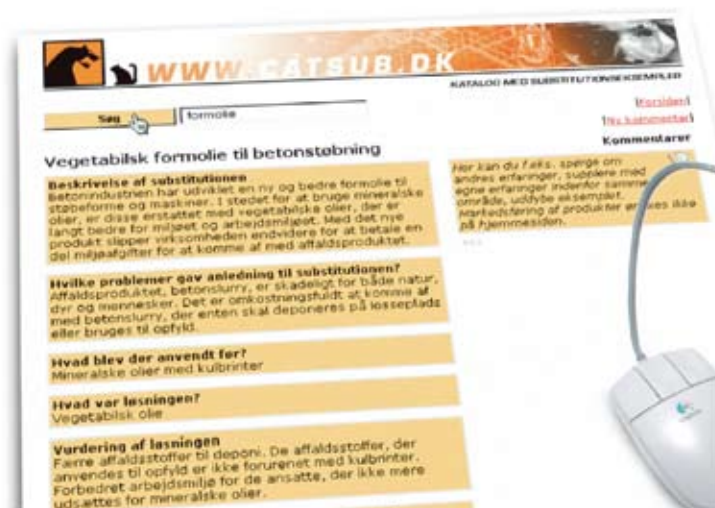 WWW.CATSUB.DK
KATALOG MED SUBSTITUTIONSEKSEMPLER
Søg
formolie
[Forsiden]
[Ny kommentar]
Kommentarer
Vegetabilsk formolie til betonstøbning
Beskrivelse af substitutionen
Betonindustrien har udviklet en ny og bedre formolie til
støbeforme og maskiner. I stedet for at bruge mineralske
olier, er disse erstattet med vegetabilske olier, der er
langt bedre for miljøet og arbejdsmiljøet. Med det nye
produkt slipper virksomheden endvidere for at betale en
del miljøafgifter for at komme af med affaldsproduktet.
Her kan du f.eks. spørge om
andres erfaringer, supplere med
egne erfaringer indenfor samme
område, uddybe eksemplet.
Markedsføring af produkter ønskes ikke
på hjemmesiden.
Hvilke problemer gav anledning til substitutionen?
Affaldsproduktet, betonslurry, er skadeligt for både natur,
dyr og mennesker. Det er omkostningsfuldt at komme af
med betonslurry, der enten skal deponeres på losseplads
eller bruges til opfyld.
Hvad blev der anvendt før?
Mineralske olier med kulbrinter
Hvad var løsningen?
Vegetabilsk olie
Vurdering af løsningen
Færre affaldsstoffer til deponi. De affaldsstoffer, der
anvendes til opfyld er ikke forurenet med kulbrinter.
Forbedret arbejdsmiljø for de ansatte, der ikke mere
udsættes for mineralske olier.